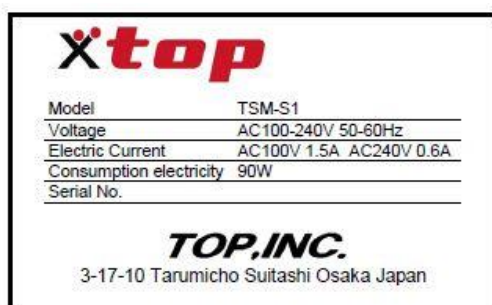 xtop
Model TSM-S1
Voltage AC100-240V 50-60Hz
Electric Current AC100V 1.5A AC240V 0.6A
Consumption electricity 90W
Serial No.
TOP,INC.
3-17-10 Tarumicho Suitashi Osaka Japan